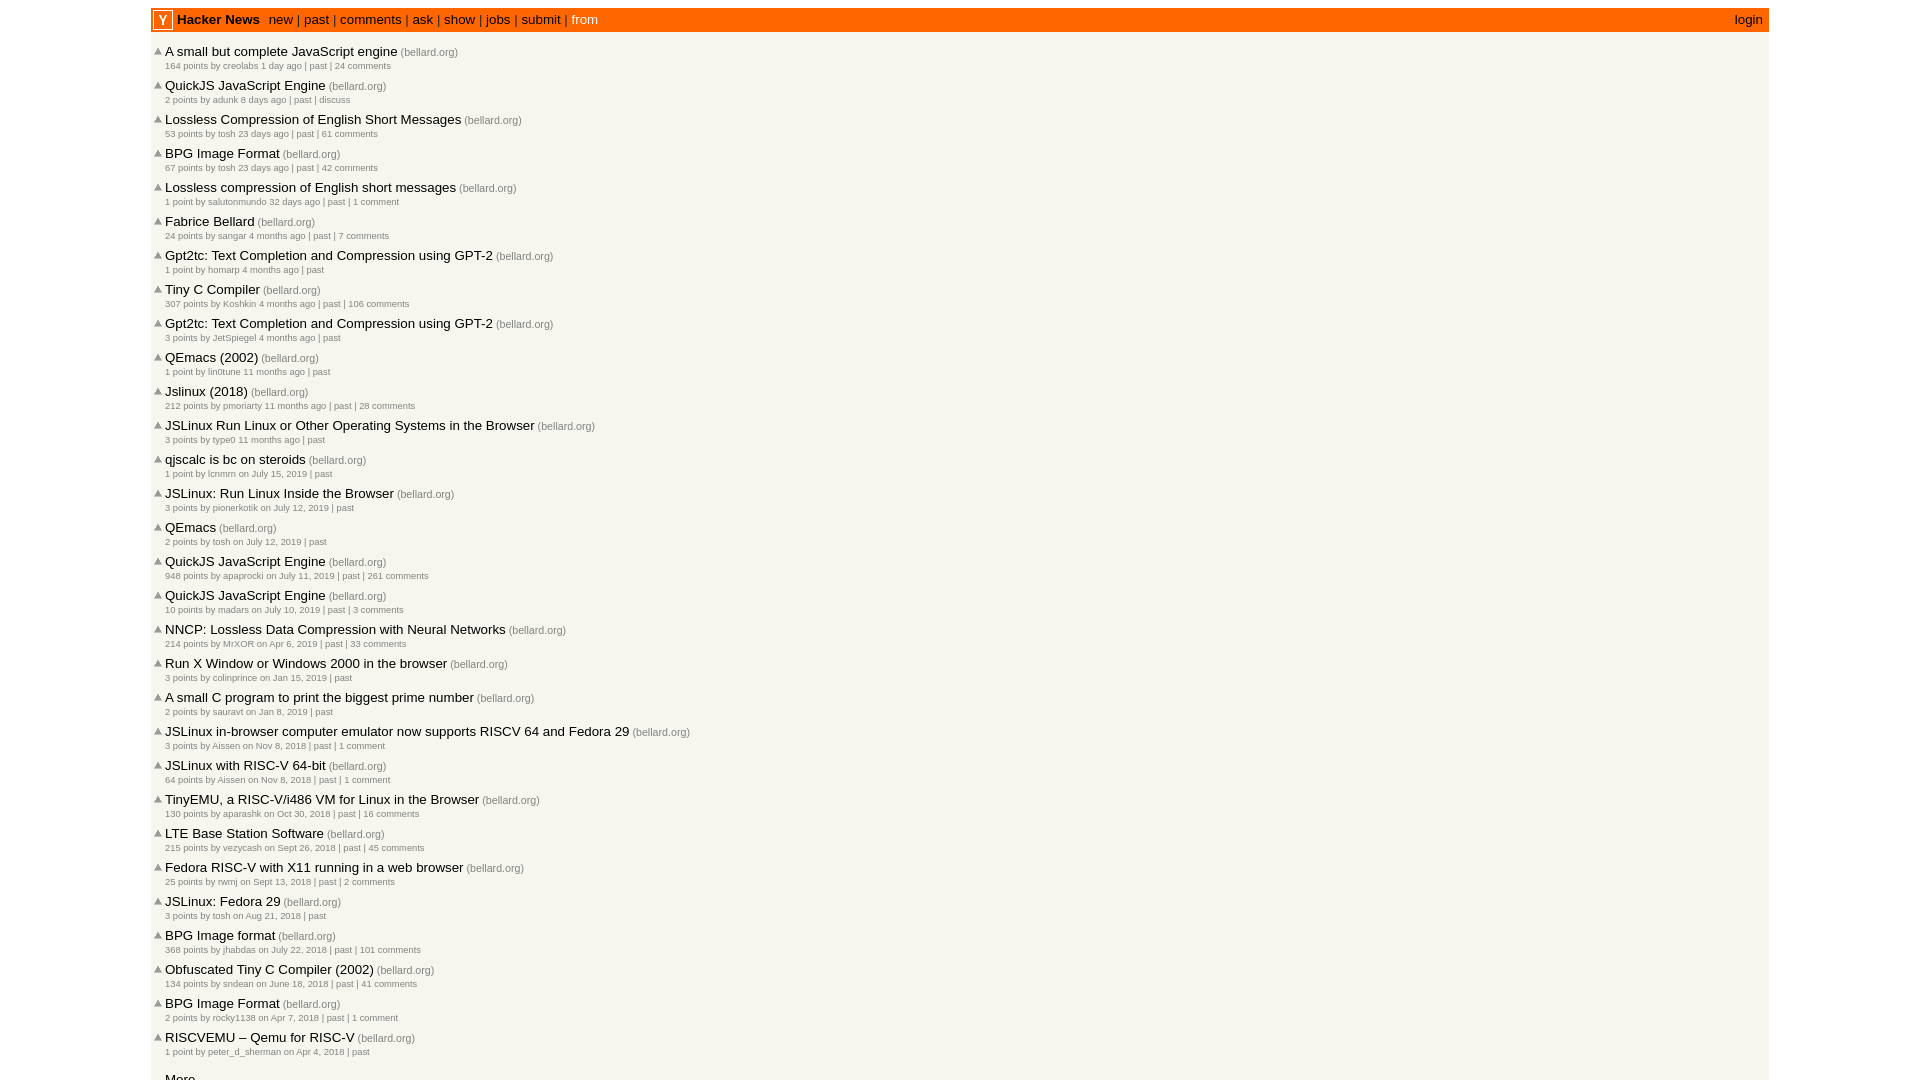 Y Hacker News new | past | comments | ask | show | jobs | submit | from login
A small but complete JavaScript engine (bellard.org)
164 points by creolabs 1 day ago | past | 24 comments
QuickJS JavaScript Engine (bellard.org)
2 points by adunk 8 days ago | past | discuss
Lossless Compression of English Short Messages (bellard.org)
53 points by tosh 23 days ago | past | 61 comments
BPG Image Format (bellard.org)
67 points by tosh 23 days ago | past | 42 comments
Lossless compression of English short messages (bellard.org)
1 point by salutonmundo 32 days ago | past | 1 comment
Fabrice Bellard (bellard.org)
24 points by sangar 4 months ago | past | 7 comments
Gpt2tc: Text Completion and Compression using GPT-2 (bellard.org)
1 point by homarp 4 months ago | past
Tiny C Compiler (bellard.org)
307 points by Koshkin 4 months ago | past | 106 comments
Gpt2tc: Text Completion and Compression using GPT-2 (bellard.org)
3 points by JetSpiegel 4 months ago | past
QEmacs (2002) (bellard.org)
1 point by lin0tune 11 months ago | past
Jslinux (2018) (bellard.org)
212 points by pmoriarty 11 months ago | past | 28 comments
JSLinux Run Linux or Other Operating Systems in the Browser (bellard.org)
3 points by type0 11 months ago | past
qjscalc is bc on steroids (bellard.org)
1 point by lcnmrn on July 15, 2019 | past
JSLinux: Run Linux Inside the Browser (bellard.org)
3 points by pionerkotik on July 12, 2019 | past
QEmacs (bellard.org)
2 points by tosh on July 12, 2019 | past
QuickJS JavaScript Engine (bellard.org)
948 points by apaprocki on July 11, 2019 | past | 261 comments
QuickJS JavaScript Engine (bellard.org)
10 points by madars on July 10, 2019 | past | 3 comments
NNCP: Lossless Data Compression with Neural Networks (bellard.org)
214 points by MrXOR on Apr 6, 2019 | past | 33 comments
Run X Window or Windows 2000 in the browser (bellard.org)
3 points by colinprince on Jan 15, 2019 | past
A small C program to print the biggest prime number (bellard.org)
2 points by sauravt on Jan 8, 2019 | past
JSLinux in-browser computer emulator now supports RISCV 64 and Fedora 29 (bellard.org)
3 points by Aissen on Nov 8, 2018 | past | 1 comment
JSLinux with RISC-V 64-bit (bellard.org)
64 points by Aissen on Nov 8, 2018 | past | 1 comment
TinyEMU, a RISC-V/i486 VM for Linux in the Browser (bellard.org)
130 points by aparashk on Oct 30, 2018 | past | 16 comments
LTE Base Station Software (bellard.org)
215 points by vezycash on Sept 26, 2018 | past | 45 comments
Fedora RISC-V with X11 running in a web browser (bellard.org)
25 points by rwmj on Sept 13, 2018 | past | 2 comments
JSLinux: Fedora 29 (bellard.org)
3 points by tosh on Aug 21, 2018 | past
BPG Image format (bellard.org)
368 points by jhabdas on July 22, 2018 | past | 101 comments
Obfuscated Tiny C Compiler (2002) (bellard.org)
134 points by sndean on June 18, 2018 | past | 41 comments
BPG Image Format (bellard.org)
2 points by rocky1138 on Apr 7, 2018 | past | 1 comment
RISCVEMU – Qemu for RISC-V (bellard.org)
1 point by peter_d_sherman on Apr 4, 2018 | past
More